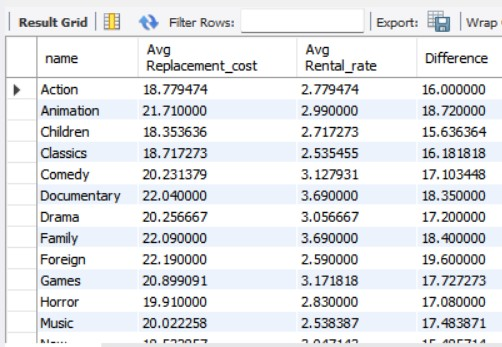 Result Grid Filter Rows: Export: Wrap
name Avg Replacement_cost Avg Rental_rate Difference
Action 18.779474 2.779474 16.000000
Animation 21.710000 2.990000 18.720000
Children 18.353636 2.717273 15.636364
Classics 18.717273 2.535455 16.181818
Comedy 20.231379 3.127931 17.103448
Documentary 22.040000 3.690000 18.350000
Drama 20.256667 3.056667 17.200000
Family 22.090000 3.690000 18.400000
Foreign 22.190000 2.590000 19.600000
Games 20.899091 3.171818 17.727273
Horror 19.910000 2.830000 17.080000
Music 20.022258 2.538387 17.483871